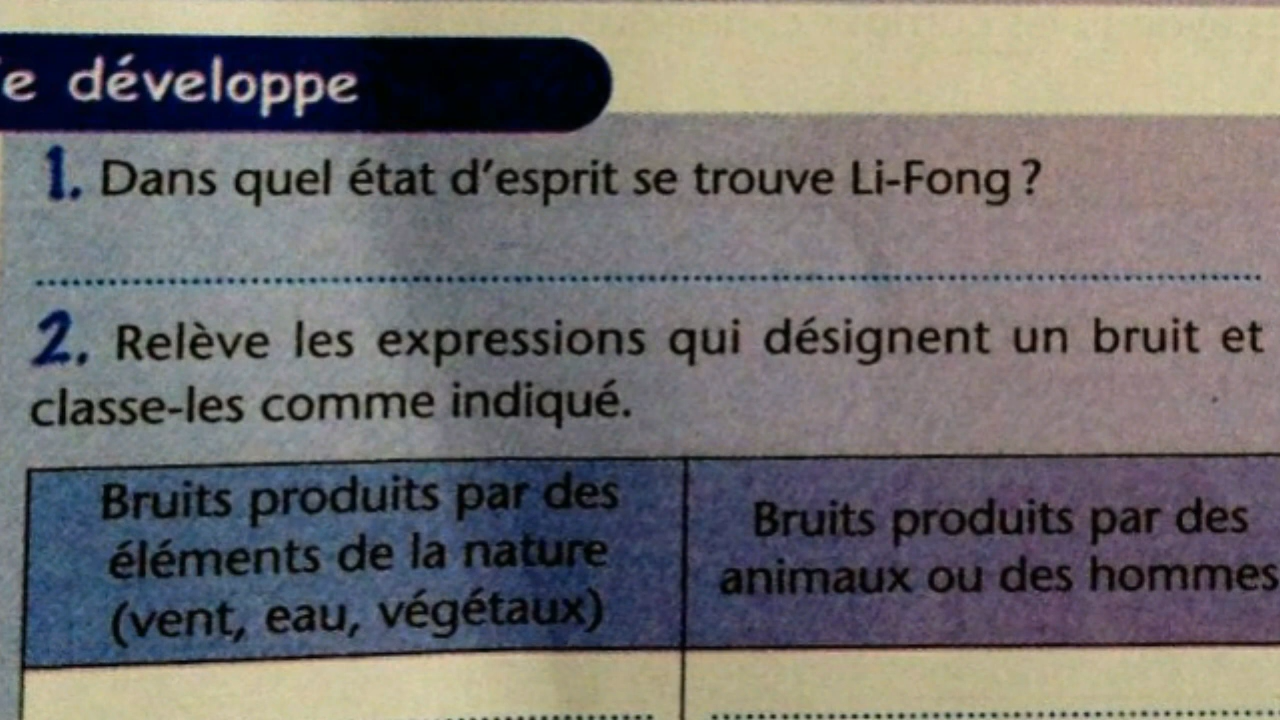 e développe
1. Dans quel état d'esprit se trouve Li-Fong ?
2. Relève les expressions qui désignent un bruit et
classe-les comme indiqué.
Bruits produits par des
éléments de la nature
(vent, eau, végétaux)
Bruits produits par des
animaux ou des hommes